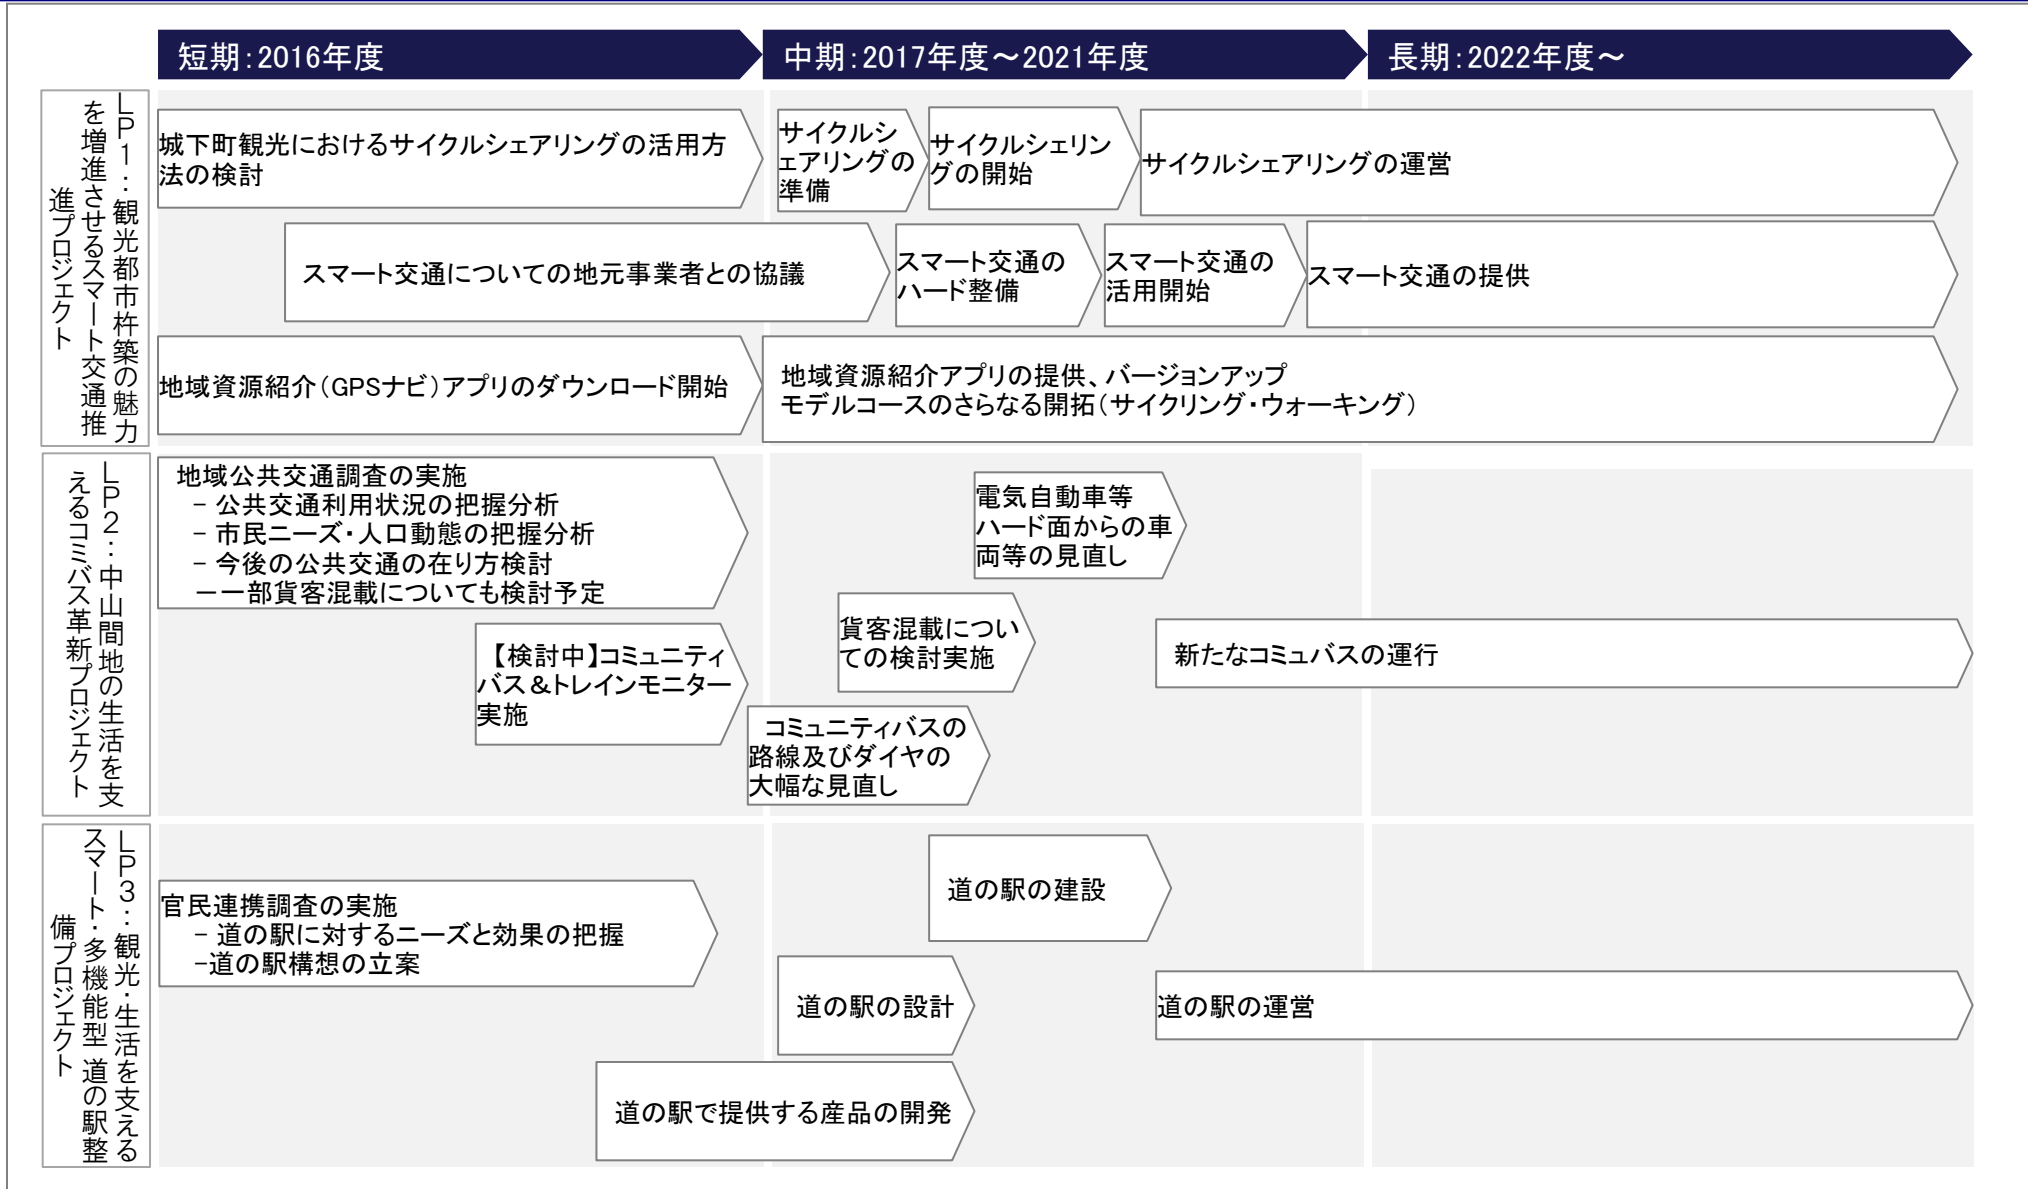 短期：2016年度
中期：2017年度～2021年度
長期：2022年度～
LP1：観光都市杵築の魅力
を増進させるスマート交通推
進プロジェクト
城下町観光におけるサイクルシェアリングの活用方
法の検討
サイクルシ
ェアリングの
準備
サイクルシェリン
グの開始
サイクルシェアリングの運営
スマート交通についての地元事業者との協議
スマート交通の
ハード整備
スマート交通の
活用開始
スマート交通の提供
地域資源紹介（GPSナビ）アプリのダウンロード開始
地域資源紹介アプリの提供、バージョンアップ
モデルコースのさらなる開拓（サイクリング・ウォーキング）
LP2：中山間地の生活を支
えるコミバス革新プロジェクト
地域公共交通調査の実施
− 公共交通利用状況の把握分析
− 市民ニーズ・人口動態の把握分析
− 今後の公共交通の在り方検討
－一部貨客混載についても検討予定
【検討中】コミュニティ
バス＆トレインモニター
実施
電気自動車等
ハード面からの車
両等の見直し
貨客混載につい
ての検討実施
コミュニティバスの
路線及びダイヤの
大幅な見直し
新たなコミュバスの運行
LP3：観光・生活を支える
スマート・多機能型 道の駅整
備プロジェクト
官民連携調査の実施
− 道の駅に対するニーズと効果の把握
−道の駅構想の立案
道の駅の建設
道の駅の設計
道の駅の運営
道の駅で提供する産品の開発